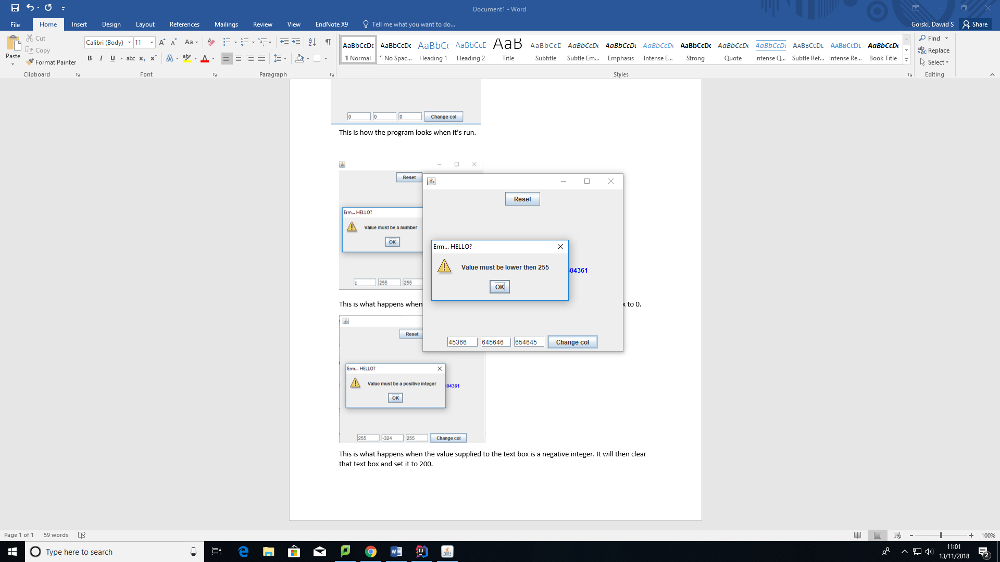 Document1 - Word
File Home Insert Design Layout References Mailings Review View EndNote X9 Tell me what you want to do... Gorski, Dawid S Share
Paste Cut Copy Format Painter
Calibri (Body) 11 Aa
B I U abc x₂ x² A A
AaBbCcDc AaBbCcDc AaBbCc AaBbCcD AaB AaBbCcD AaBbCcDc AaBbCcDc AaBbCcDc AaBbCcDc AaBbCcDc AaBbCcDc AABBCCDE AABBCCDE AaBbCcDc
¶ Normal ¶ No Spac... Heading 1 Heading 2 Title Subtitle Subtle Em... Emphasis Intense E... Strong Quote Intense Q... Subtle Ref... Intense Re... Book Title
Find
Replace
Select
Clipboard Font Paragraph Styles Editing
0 0 0 Change col
This is how the program looks when it's run.
Reset
Erm... HELLO?
Value must be a number
OK
z 255 255
Reset
Erm... HELLO?
Value must be lower then 255
OK
604361
45366 645646 654645 Change col
This is what happens when
x to 0.
Reset
Erm... HELLO?
Value must be a positive integer
OK
604361
255 -324 255 Change col
This is what happens when the value supplied to the text box is a negative integer. It will then clear
that text box and set it to 200.
Page 1 of 1 59 words 100%
Type here to search
11:01
13/11/2018
2